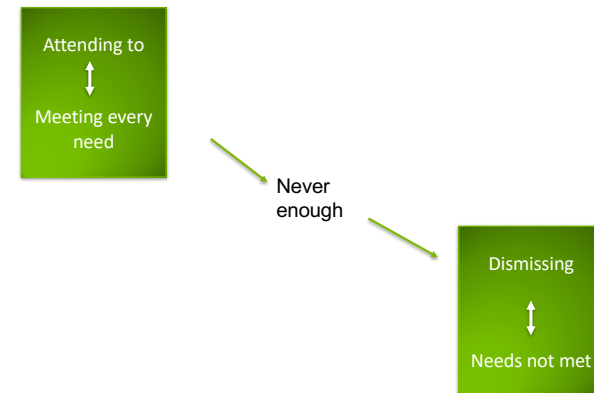 Attending to
Meeting every
need
Never
enough
Dismissing
Needs not met